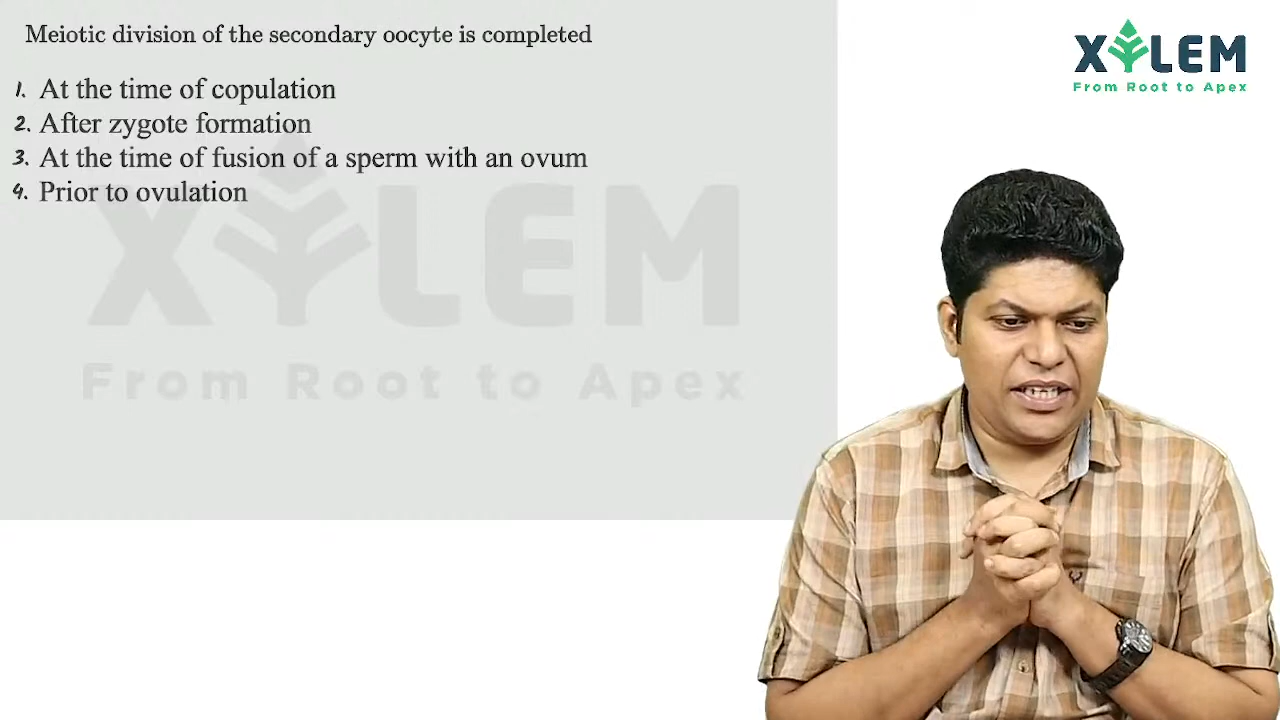 Meiotic division of the secondary oocyte is completed
1. At the time of copulation
2. After zygote formation
3. At the time of fusion of a sperm with an ovum
4. Prior to ovulation
XYLEM
From Root to Apex
XYLEM
From Root to Apex